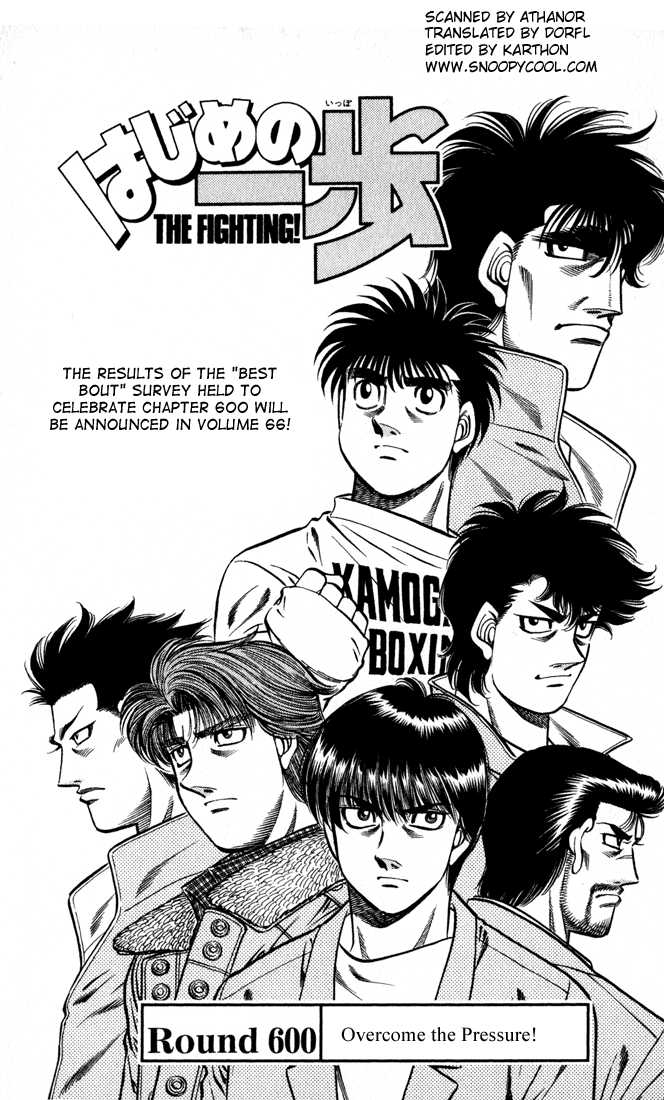 SCANNED BY ATHANOR
TRANSLATED BY DORFL
EDITED BY KARTHON
WWW.SNOOPYCOOL.COM
いっぽ
はじめの一歩
THE FIGHTING!
THE RESULTS OF THE "BEST
BOUT" SURVEY HELD TO
CELEBRATE CHAPTER 600 WILL
BE ANNOUNCED IN VOLUME 66!
KAMOG
BOXIN
Round 600
Overcome the Pressure!